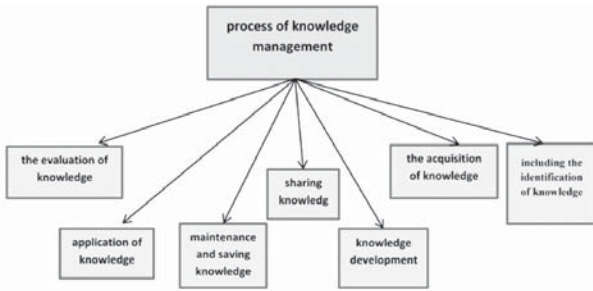 process of knowledge
management
the evaluation of
knowledge
application of
knowledge
maintenance
and saving
knowledge
sharing
knowledg
knowledge
development
the acquisition
of knowledge
including the
identification
of knowledge